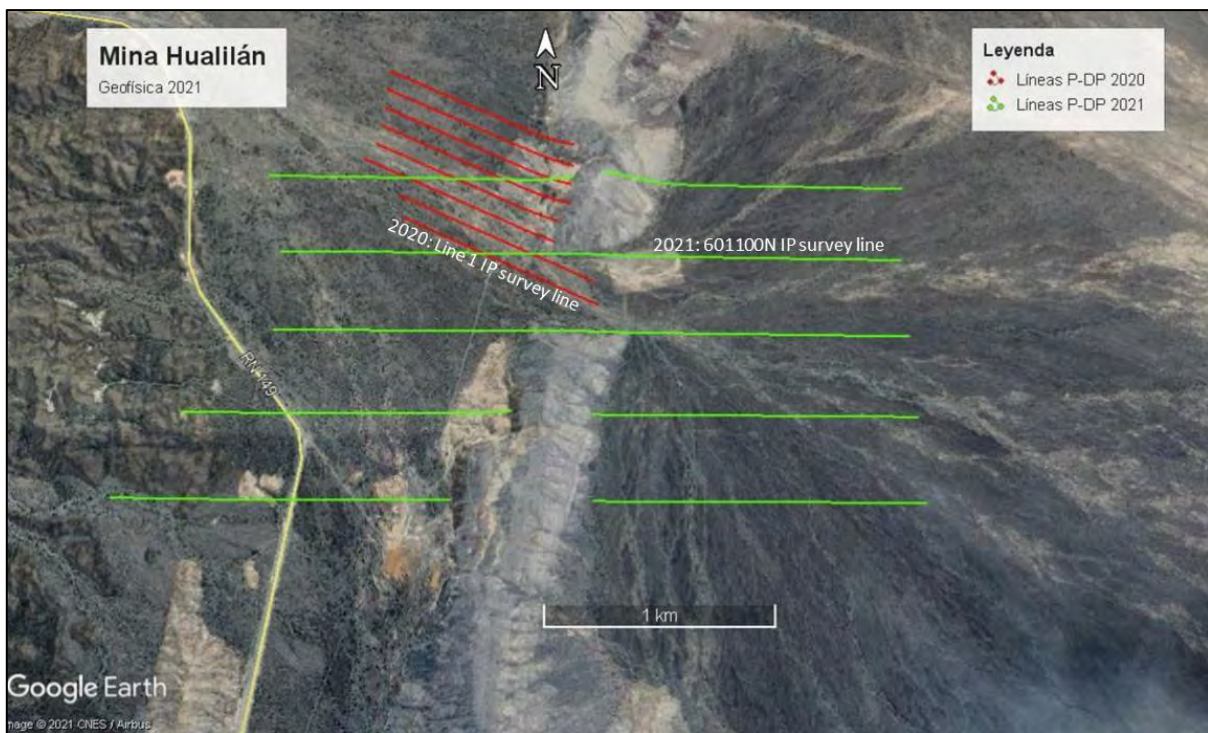 Mina Hualilán
Geofísica 2021
N
Leyenda
Líneas P-DP 2020
Líneas P-DP 2021
2020: Line 1 IP survey line
2021: 601100N IP survey line
RN 149
1 km
Google Earth
mage © 2021 CNES / Airbus